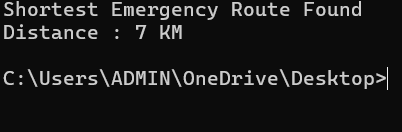 Shortest Emergency Route Found
Distance : 7 KM
C:\Users\ADMIN\OneDrive\Desktop>